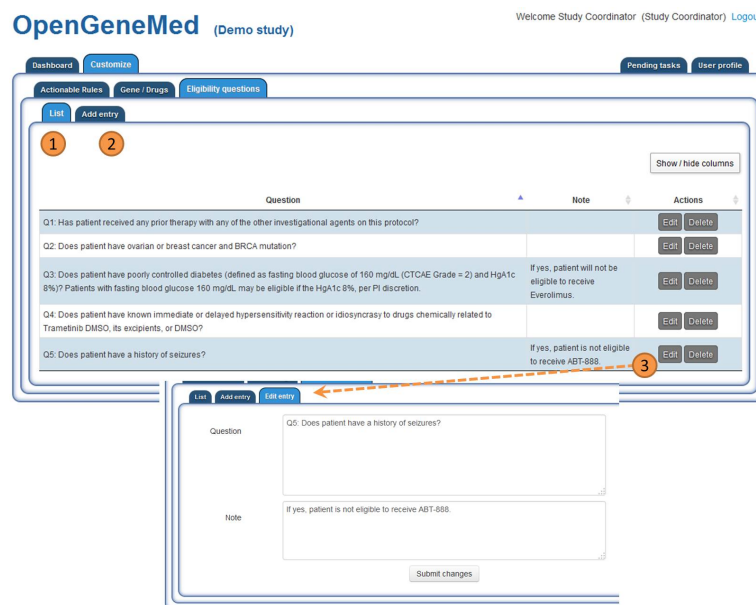 OpenGeneMed (Demo study)
Welcome Study Coordinator (Study Coordinator) Logou
Dashboard Customize Pending tasks User profile
Actionable Rules Gene / Drugs Eligibility questions
List Add entry
1 2
Show / hide columns
Question Note Actions
Q1: Has patient received any prior therapy with any of the other investigational agents on this protocol? Edit Delete
Q2: Does patient have ovarian or breast cancer and BRCA mutation? Edit Delete
Q3: Does patient have poorly controlled diabetes (defined as fasting blood glucose of 160 mg/dL (CTCAE Grade = 2) and HgA1c
8%)? Patients with fasting blood glucose 160 mg/dL may be eligible if the HgA1c 8%, per PI discretion.
If yes, patient will not be
eligible to receive
Everolimus.
Edit Delete
Q4: Does patient have known immediate or delayed hypersensitivity reaction or idiosyncrasy to drugs chemically related to
Trametinib DMSO, its excipients, or DMSO?
Edit Delete
Q5: Does patient have a history of seizures?
If yes, patient is not eligible
to receive ABT-888.
Edit Delete
3
List Add entry Edit entry
Question
Q5: Does patient have a history of seizures?
Note
If yes, patient is not eligible to receive ABT-888.
Submit changes